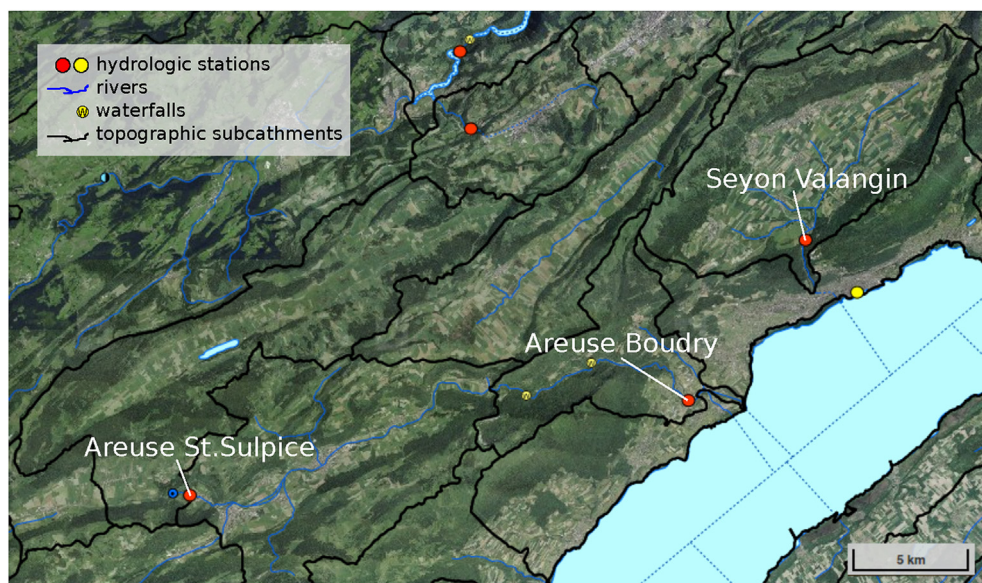 hydrologic stations
rivers
waterfalls
topographic subcathments
Seyon Valangin
Areuse Boudry
Areuse St.Sulpice
5 km